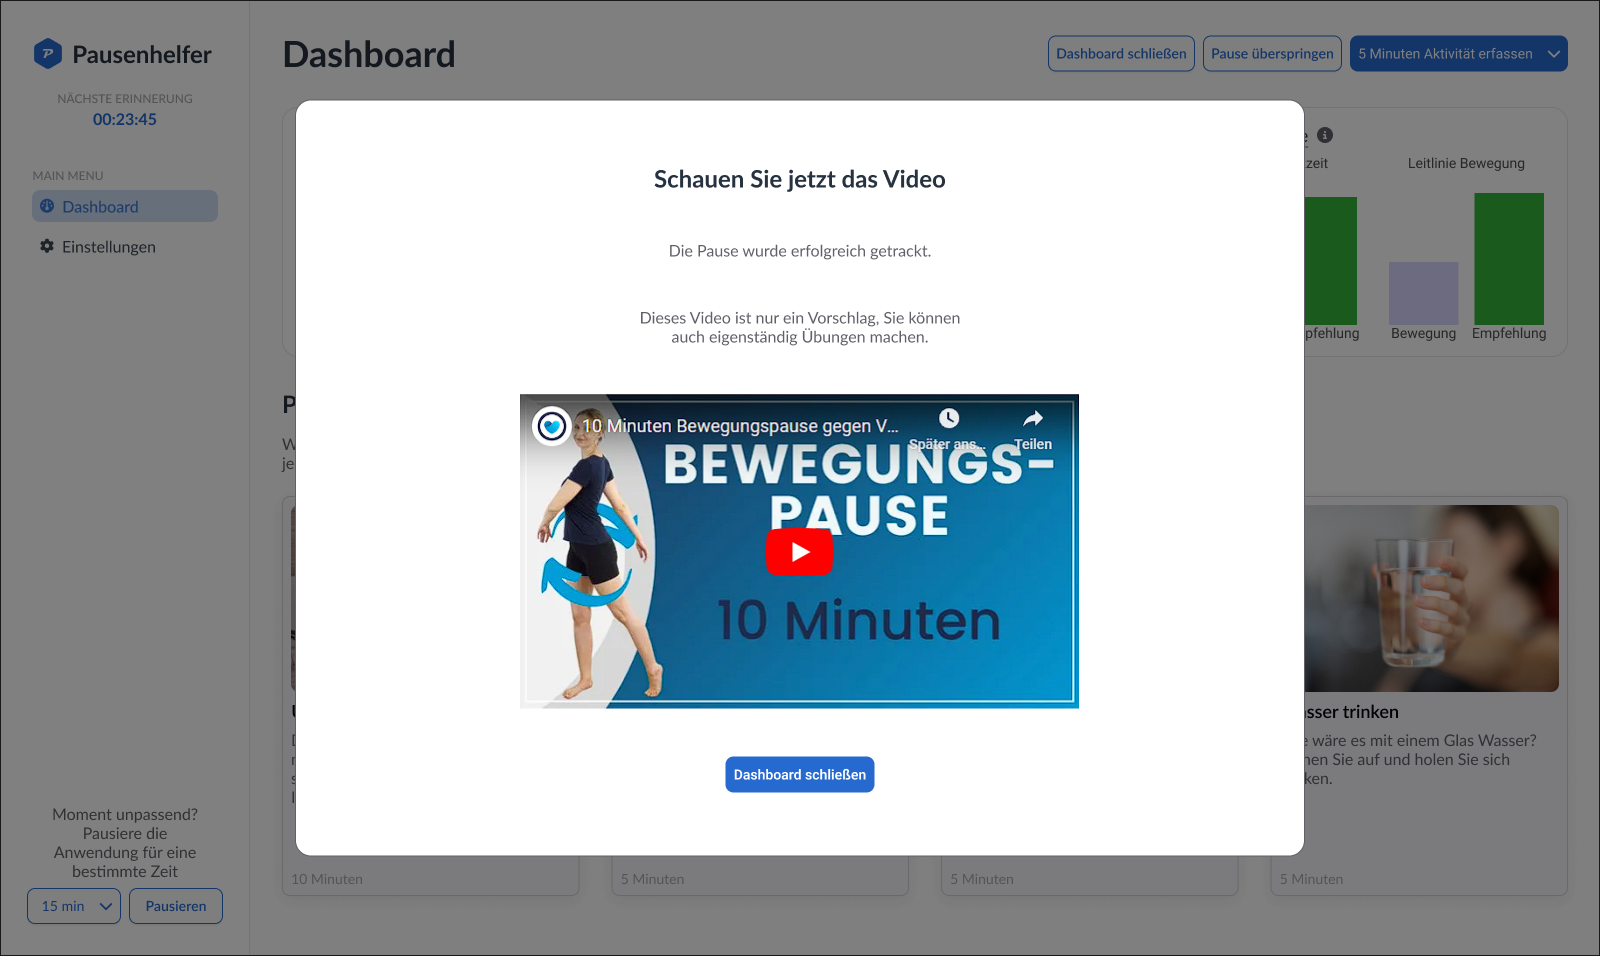 Pausenhelfer
NÄCHSTE ERINNERUNG
00:23:45
MAIN MENU
Dashboard
Einstellungen
Moment unpassend?
Pausiere die
Anwendung für eine
bestimmte Zeit
15 min
Pausieren
Dashboard
Dashboard schließen
Pause überspringen
5 Minuten Aktivität erfassen
zeit
Leitlinie Bewegung
pfehlung
Bewegung
Empfehlung
Schauen Sie jetzt das Video
Die Pause wurde erfolgreich getrackt.
Dieses Video ist nur ein Vorschlag, Sie können
auch eigenständig Übungen machen.
10 Minuten Bewegungspause gegen V...
Später ans...
Teilen
BEWEGUNGS-
PAUSE
10 Minuten
Dashboard schließen
P
W
je
10 Minuten
5 Minuten
5 Minuten
sser trinken
e wäre es mit einem Glas Wasser?
en Sie auf und holen Sie sich
ken.
5 Minuten